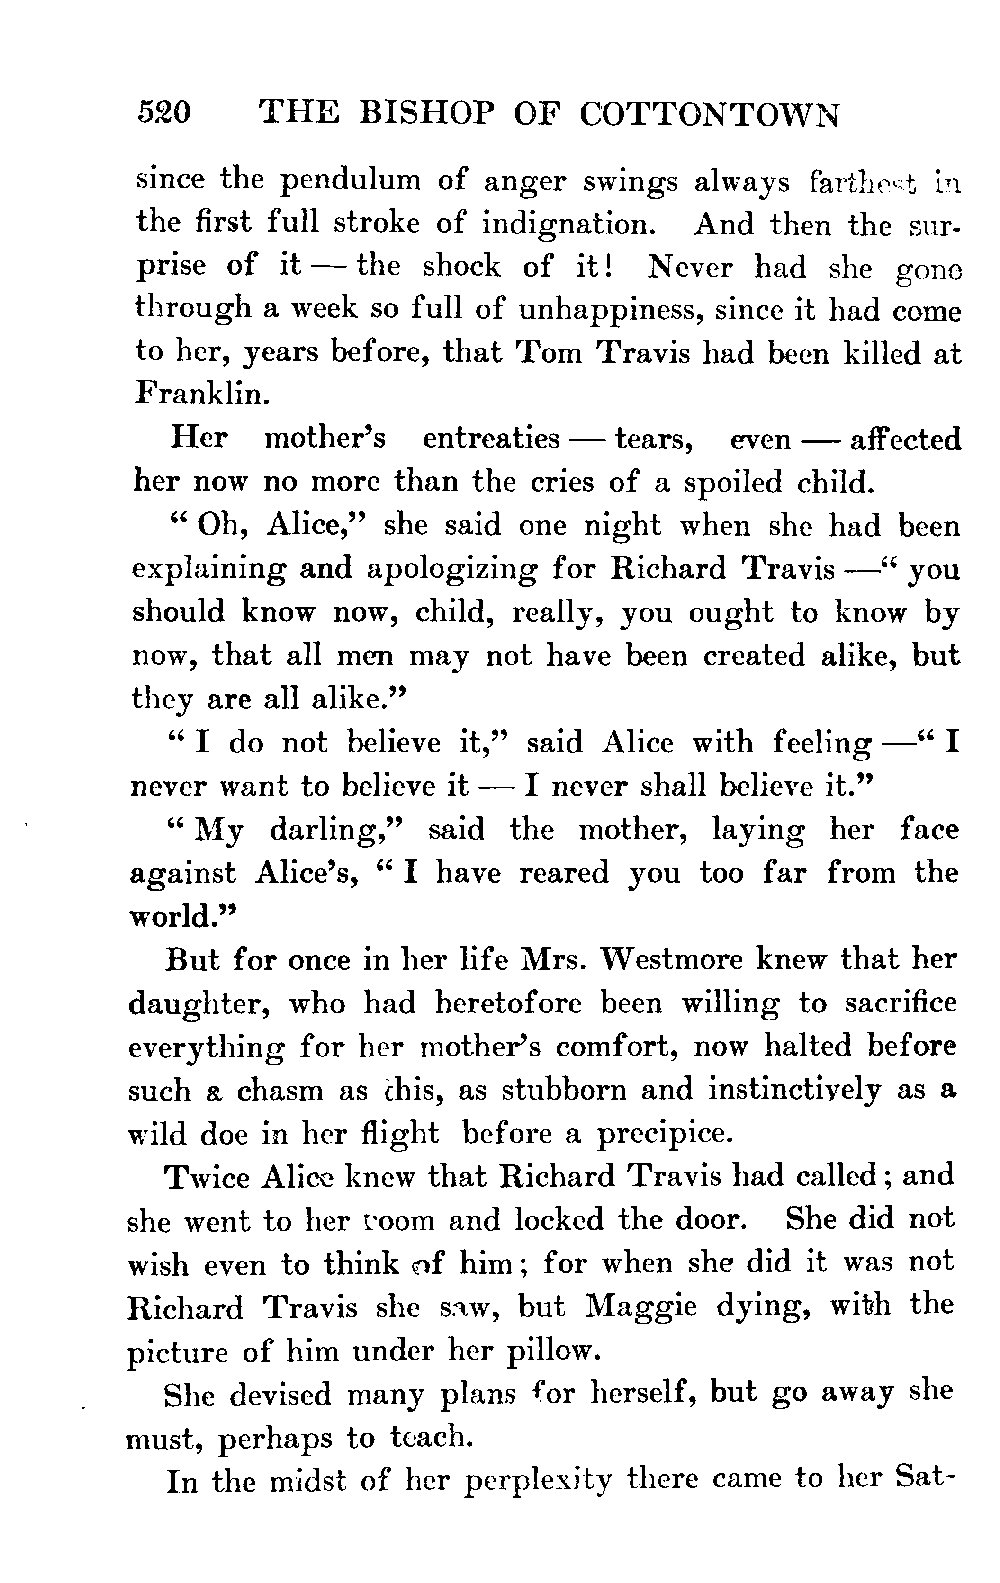 520 THE BISHOP OF COTTONTOWN
since the pendulum of anger swings always farthest in
the first full stroke of indignation. And then the sur-
prise of it — the shock of it! Never had she gone
through a week so full of unhappiness, since it had come
to her, years before, that Tom Travis had been killed at
Franklin.
Her mother's entreaties — tears, even — affected
her now no more than the cries of a spoiled child.
" Oh, Alice," she said one night when she had been
explaining and apologizing for Richard Travis —" you
should know now, child, really, you ought to know by
now, that all men may not have been created alike, but
they are all alike."
" I do not believe it," said Alice with feeling —" I
never want to believe it — I never shall believe it."
" My darling," said the mother, laying her face
against Alice's, " I have reared you too far from the
world."
But for once in her life Mrs. Westmore knew that her
daughter, who had heretofore been willing to sacrifice
everything for her mother's comfort, now halted before
such a chasm as this, as stubborn and instinctively as a
wild doe in her flight before a precipice.
Twice Alice knew that Richard Travis had called; and
she went to her room and locked the door. She did not
wish even to think of him; for when she did it was not
Richard Travis she saw, but Maggie dying, with the
picture of him under her pillow.
She devised many plans for herself, but go away she
must, perhaps to teach.
In the midst of her perplexity there came to her Sat-